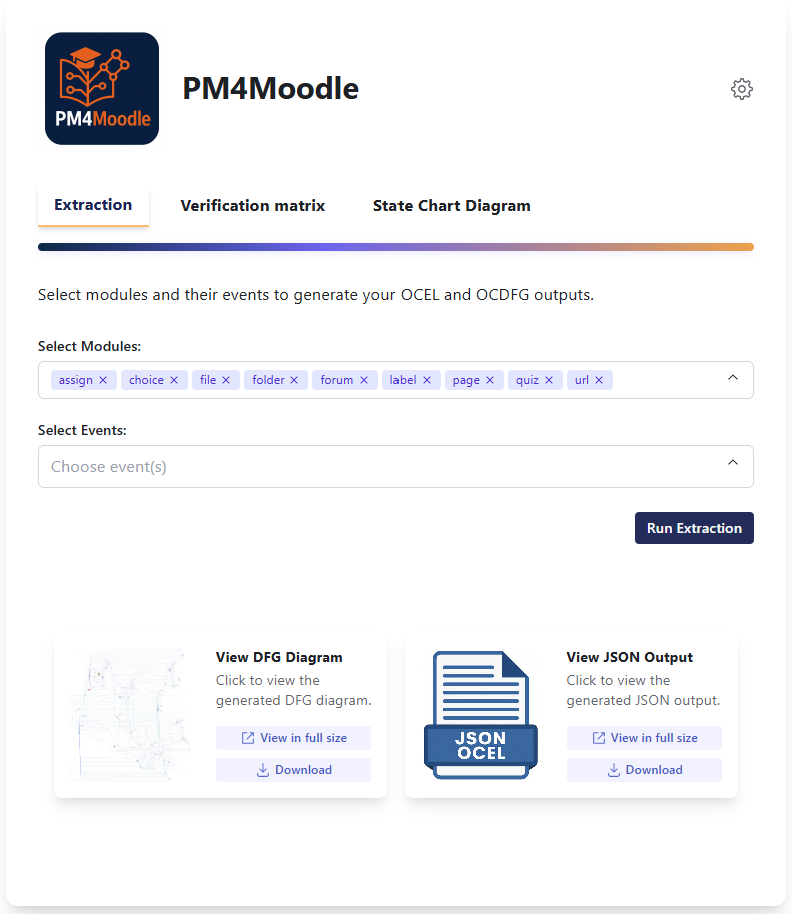 PM4Moodle
PM4Moodle
Extraction Verification matrix State Chart Diagram
Select modules and their events to generate your OCEL and OCDFG outputs.
Select Modules:
assign × choice × file × folder × forum × label × page × quiz × url ×
Select Events:
Choose event(s)
Run Extraction
View DFG Diagram
Click to view the
generated DFG diagram.
View in full size
Download
JSON
OCEL
View JSON Output
Click to view the
generated JSON output.
View in full size
Download